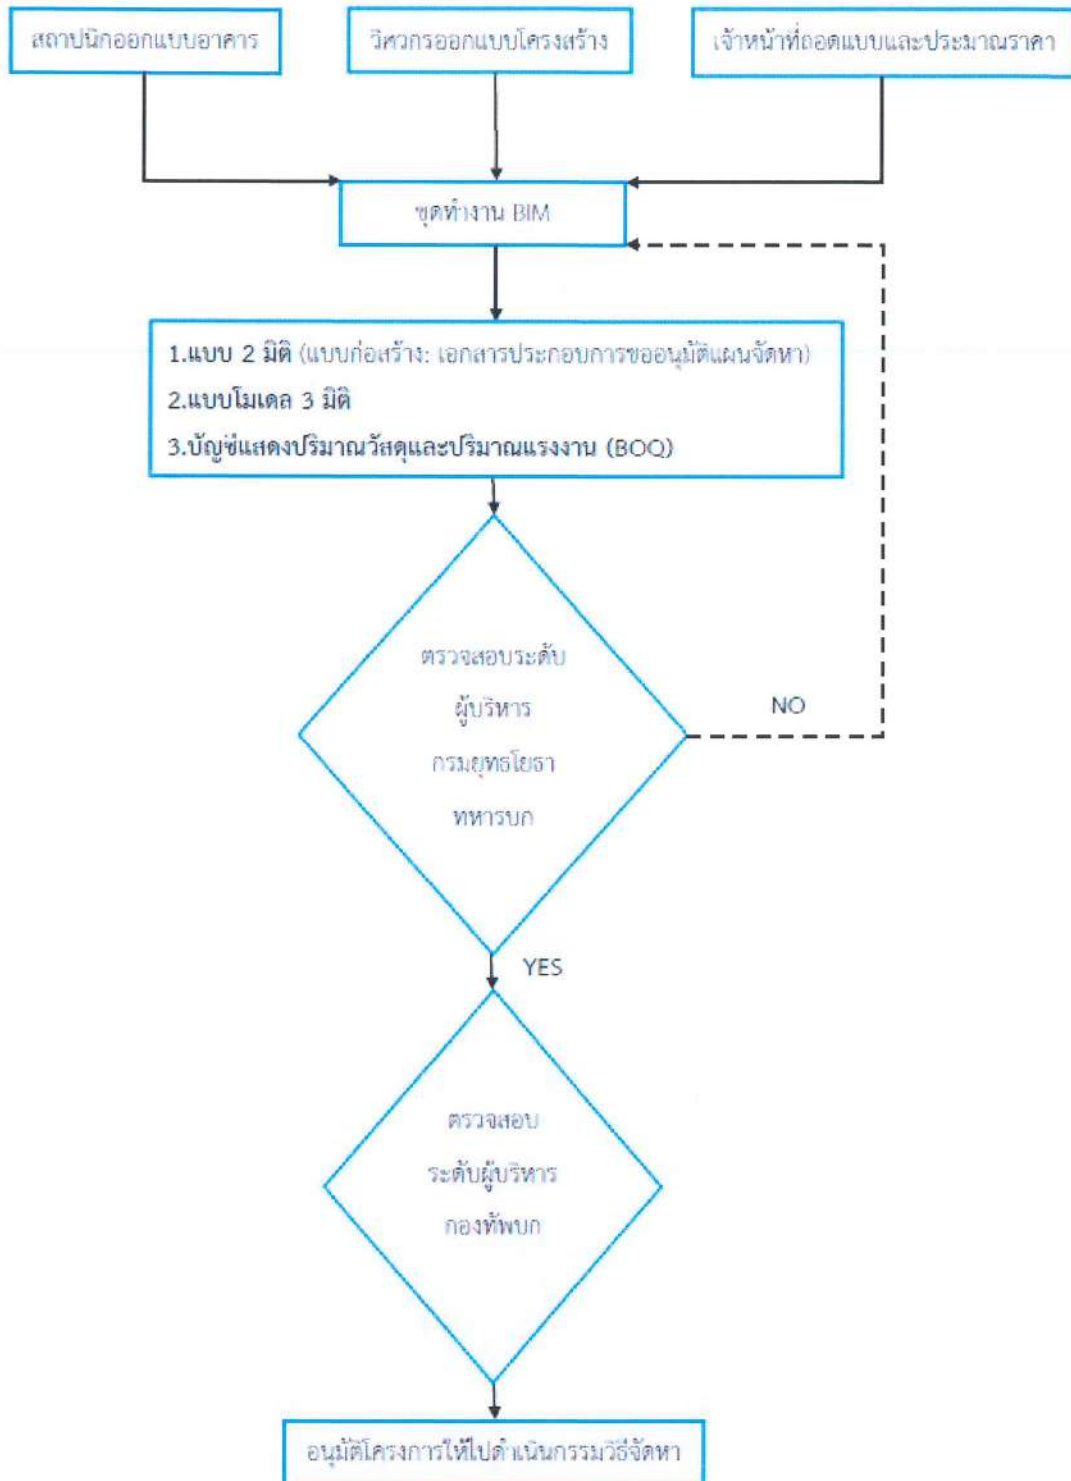 สถาปนิกออกแบบอาคาร
วิศวกรออกแบบโครงสร้าง
เจ้าหน้าที่ถอดแบบและประมาณราคา
ชุดทำงาน BIM
1.แบบ 2 มิติ (แบบก่อสร้าง: เอกสารประกอบการขออนุมัติแผนจัดหา)
2.แบบโมเดล 3 มิติ
3.บัญชีแสดงปริมาณวัสดุและปริมาณแรงงาน (BOQ)
ตรวจสอบระดับ
ผู้บริหาร
กรมยุทธโยธา
ทหารบก
NO
YES
ตรวจสอบ
ระดับผู้บริหาร
กองทัพบก
อนุมัติโครงการให้ไปดำเนินกรรมวิธีจัดหา